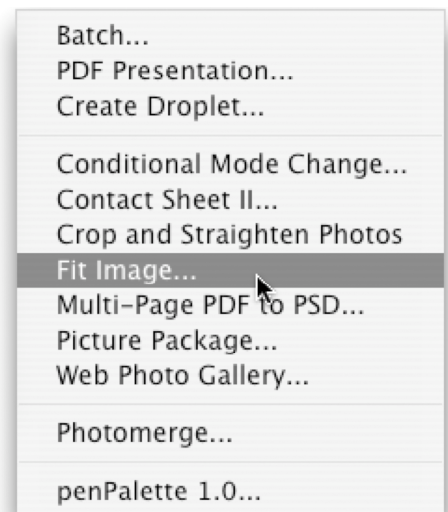 Batch...
PDF Presentation...
Create Droplet...
Conditional Mode Change...
Contact Sheet II...
Crop and Straighten Photos
Fit Image...
Multi-Page PDF to PSD...
Picture Package...
Web Photo Gallery...
Photomerge...
penPalette 1.0...